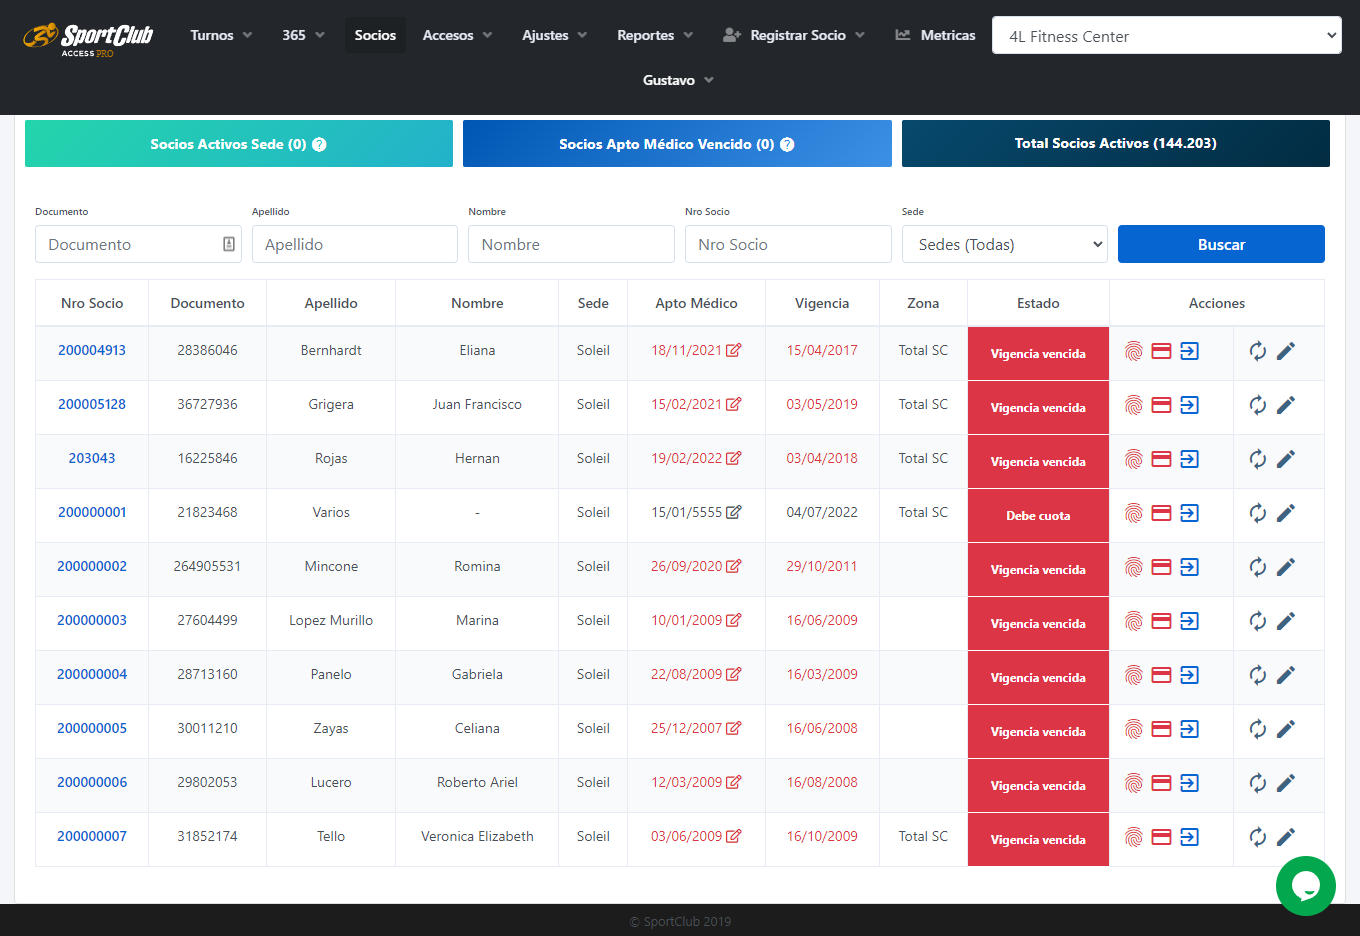 SportClub
ACCESS PRO
Turnos
365
Socios
Accesos
Ajustes
Reportes
Registrar Socio
Metricas
4L Fitness Center
Gustavo
Socios Activos Sede (0) ?
Socios Apto Médico Vencido (0) ?
Total Socios Activos (144.203)
Documento Apellido Nombre Nro Socio Sede
Documento Apellido Nombre Nro Socio Sedes (Todas) Buscar
Nro Socio Documento Apellido Nombre Sede Apto Médico Vigencia Zona Estado Acciones
200004913 28386046 Bernhardt Eliana Soleil 18/11/2021 15/04/2017 Total SC Vigencia vencida
200005128 36727936 Grigera Juan Francisco Soleil 15/02/2021 03/05/2019 Total SC Vigencia vencida
203043 16225846 Rojas Hernan Soleil 19/02/2022 03/04/2018 Total SC Vigencia vencida
200000001 21823468 Varios - Soleil 15/01/5555 04/07/2022 Total SC Debe cuota
200000002 264905531 Mincone Romina Soleil 26/09/2020 29/10/2011 Vigencia vencida
200000003 27604499 Lopez Murillo Marina Soleil 10/01/2009 16/06/2009 Vigencia vencida
200000004 28713160 Panelo Gabriela Soleil 22/08/2009 16/03/2009 Vigencia vencida
200000005 30011210 Zayas Celiana Soleil 25/12/2007 16/06/2008 Vigencia vencida
200000006 29802053 Lucero Roberto Ariel Soleil 12/03/2009 16/08/2008 Vigencia vencida
200000007 31852174 Tello Veronica Elizabeth Soleil 03/06/2009 16/10/2009 Total SC Vigencia vencida
© SportClub 2019